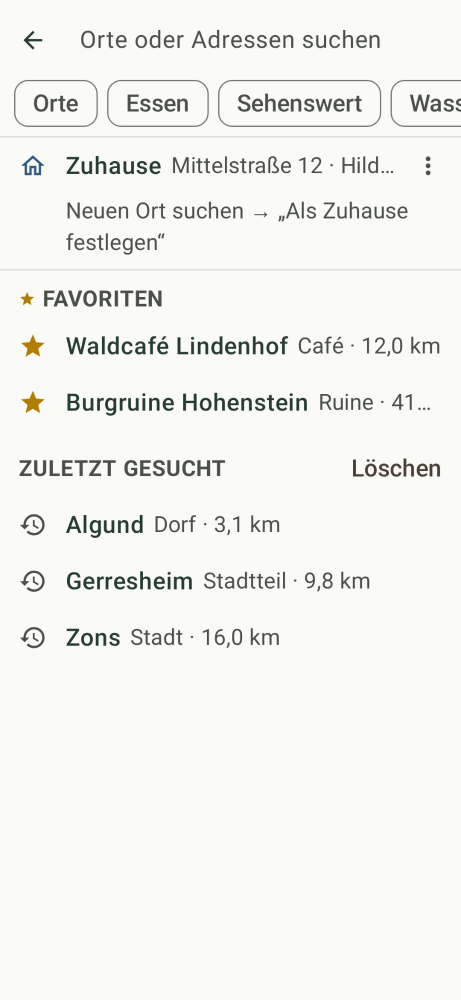 Orte oder Adressen suchen
Orte Essen Sehenswert Wass
Zuhause Mittelstraße 12 · Hild…
Neuen Ort suchen → „Als Zuhause
festlegen“
FAVORITEN
Waldcafé Lindenhof Café · 12,0 km
Burgruine Hohenstein Ruine · 41…
ZULETZT GESUCHT Löschen
Algund Dorf · 3,1 km
Gerresheim Stadtteil · 9,8 km
Zons Stadt · 16,0 km